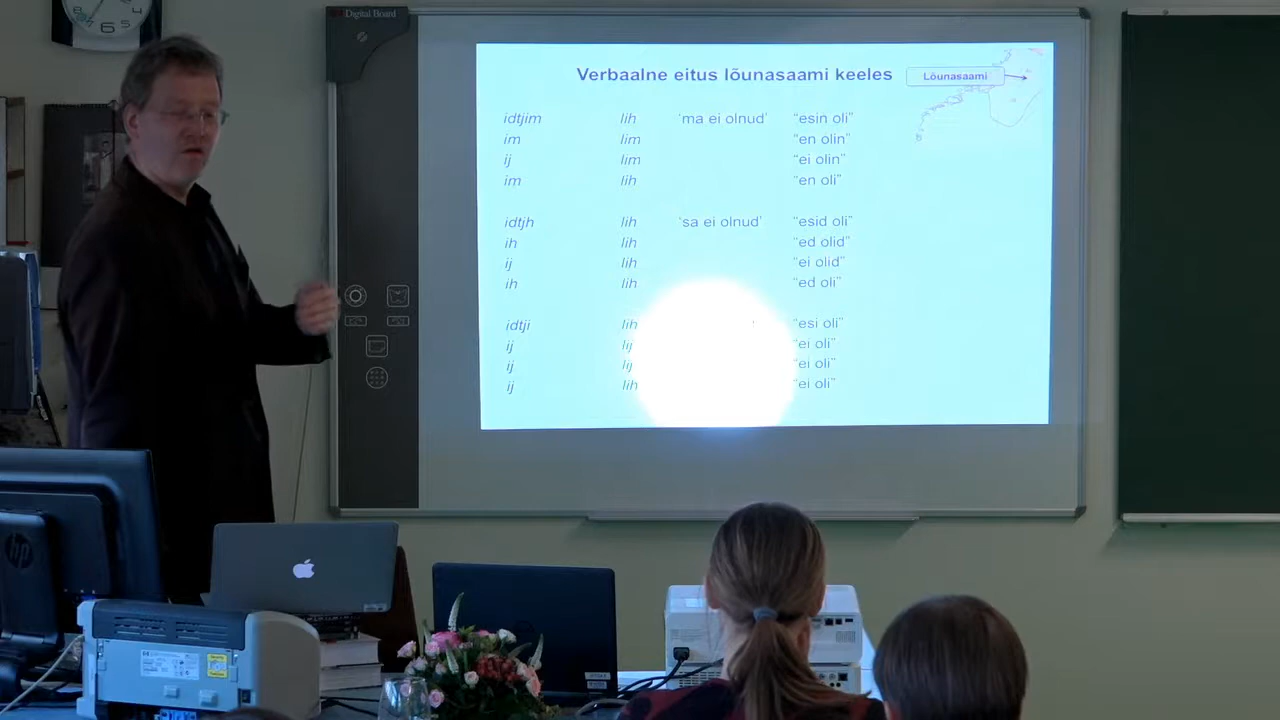 Digital Board
Verbaalne eitus lõunasaami keeles
Lõunasaami
idtjim lih ‘ma ei olnud’ “esin oli”
im lim “en olin”
ij lim “ei olin”
im lih “en oli”
idtjh lih ‘sa ei olnud’ “esid oli”
ih lih “ed olid”
ij lih “ei olid”
ih lih “ed oli”
idtji lih “esi oli”
ij lij “ei oli”
ij lij “ei oli”
ij lih “ei oli”
hp